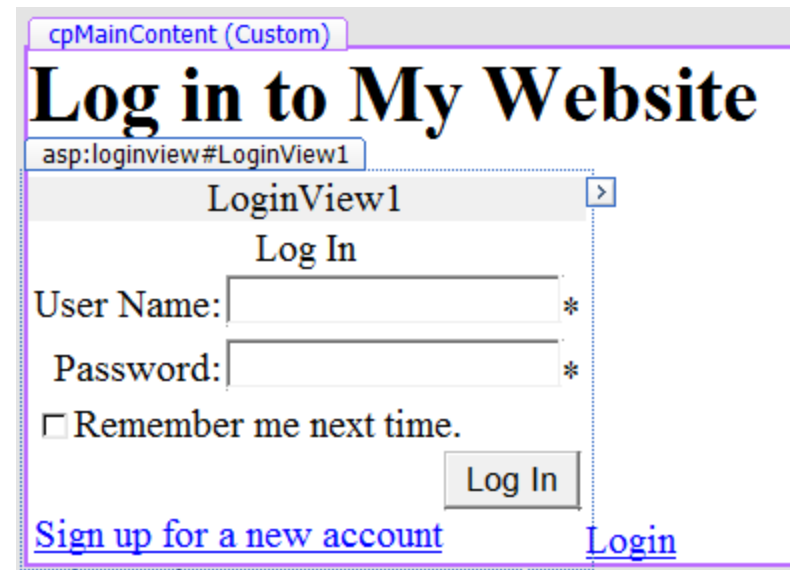 cpMainContent (Custom)
Log in to My Website
asp:loginview#LoginView1
LoginView1
Log In
User Name: *
Password: *
Remember me next time.
Log In
Sign up for a new account Login